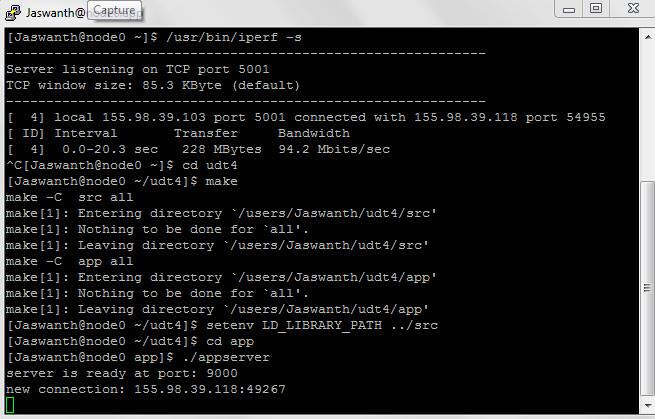 Jaswanth@
Capture
[Jaswanth@node0 ~]$ /usr/bin/iperf -s
------------------------------------------------------------
Server listening on TCP port 5001
TCP window size: 85.3 KByte (default)
------------------------------------------------------------
[  4] local 155.98.39.103 port 5001 connected with 155.98.39.118 port 54955
[ ID] Interval       Transfer     Bandwidth
[  4]  0.0-20.3 sec   228 MBytes  94.2 Mbits/sec
^C[Jaswanth@node0 ~]$ cd udt4
[Jaswanth@node0 ~/udt4]$ make
make -C  src all
make[1]: Entering directory `/users/Jaswanth/udt4/src'
make[1]: Nothing to be done for `all'.
make[1]: Leaving directory `/users/Jaswanth/udt4/src'
make -C  app all
make[1]: Entering directory `/users/Jaswanth/udt4/app'
make[1]: Nothing to be done for `all'.
make[1]: Leaving directory `/users/Jaswanth/udt4/app'
[Jaswanth@node0 ~/udt4]$ setenv LD_LIBRARY_PATH ../src
[Jaswanth@node0 ~/udt4]$ cd app
[Jaswanth@node0 app]$ ./appserver
server is ready at port: 9000
new connection: 155.98.39.118:49267